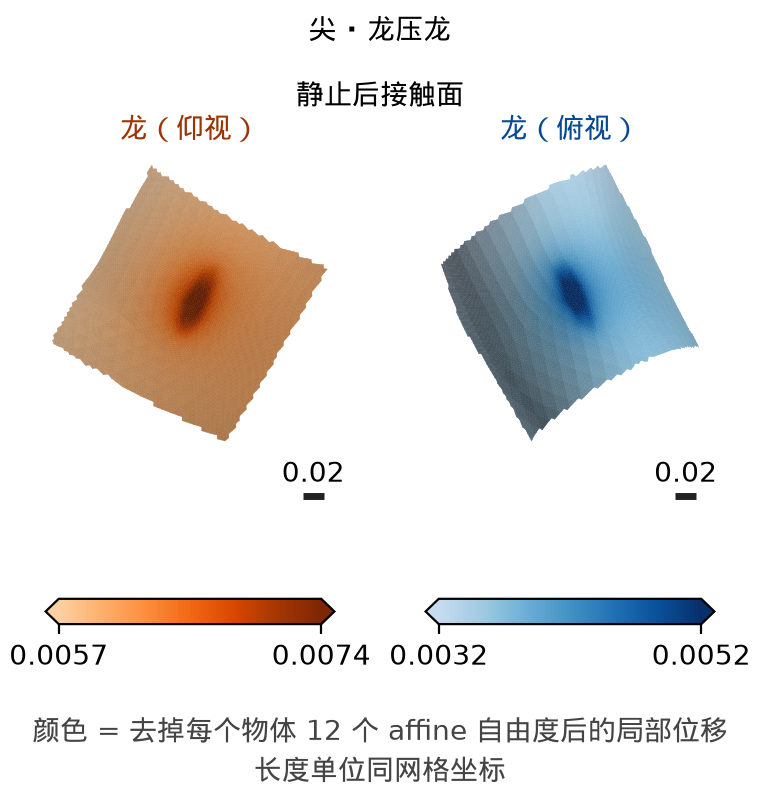 尖 · 龙压龙
静止后接触面
龙（仰视）
龙（俯视）
0.02
0.02
0.0057
0.0074
0.0032
0.0052
颜色 = 去掉每个物体 12 个 affine 自由度后的局部位移
长度单位同网格坐标